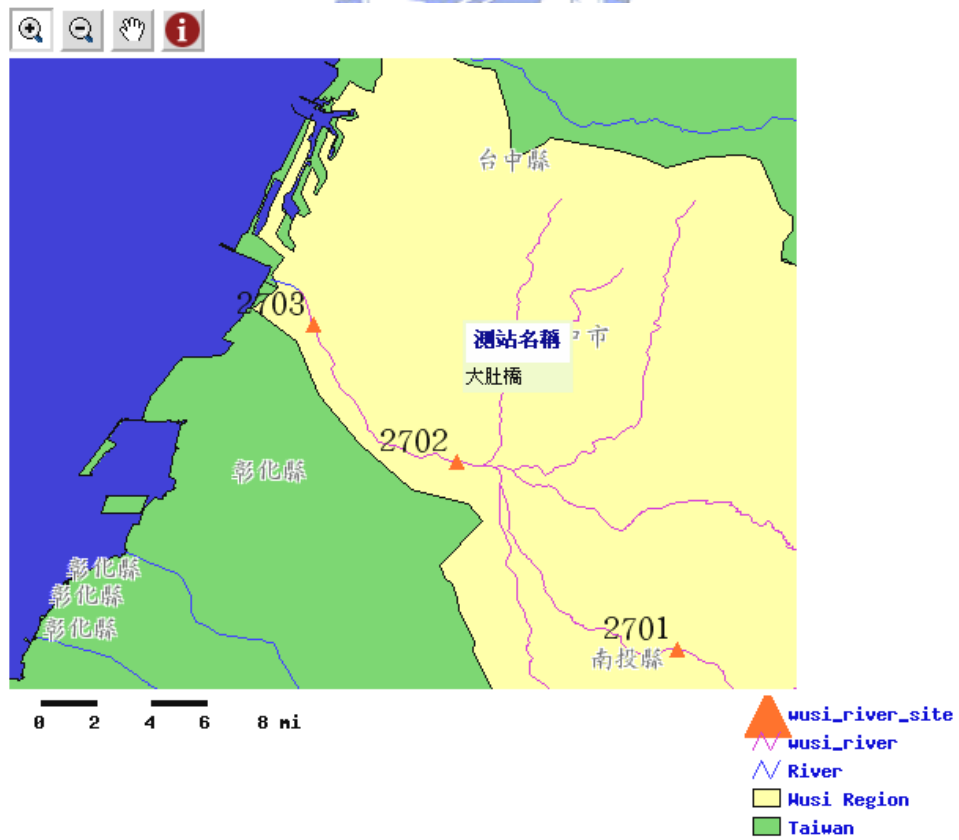 台中縣
2703
測站名稱
中市
大肚橋
2702
彰化縣
彰化縣
彰化縣
彰化縣
2701
南投縣
0 2 4 6 8 mi
wusi_river_site
wusi_river
River
Wusi Region
Taiwan